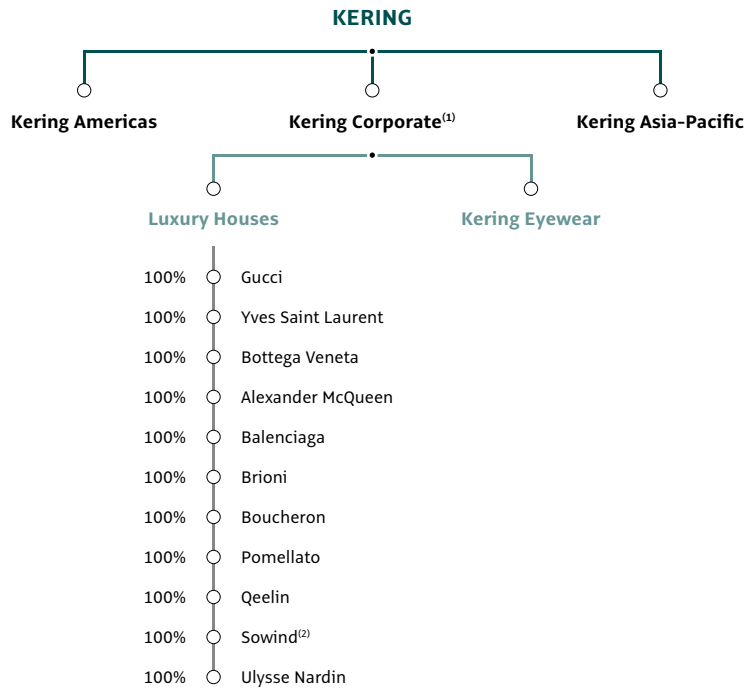 KERING
Kering Americas
Kering Corporate(1)
Kering Asia-Pacific
Luxury Houses
Kering Eyewear
100% Gucci
100% Yves Saint Laurent
100% Bottega Veneta
100% Alexander McQueen
100% Balenciaga
100% Brioni
100% Boucheron
100% Pomellato
100% Qeelin
100% Sowind(2)
100% Ulysse Nardin